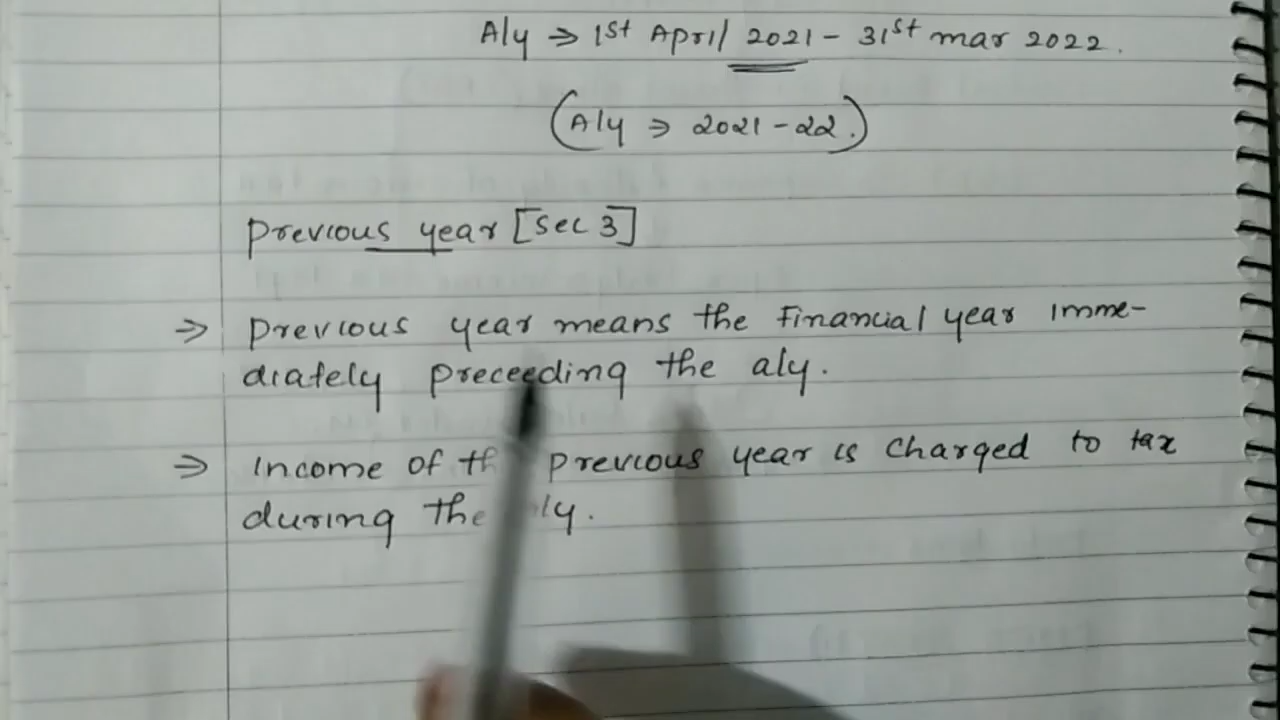 A/y ⇒ 1st April 2021 - 31st mar 2022.
(A/y ⇒ 2021-22.)
previous year [sec 3]
⇒ previous year means the Financial year imme-
diately preceeding the a/y.
⇒ income of th previous year is charged to tax
during the /y.